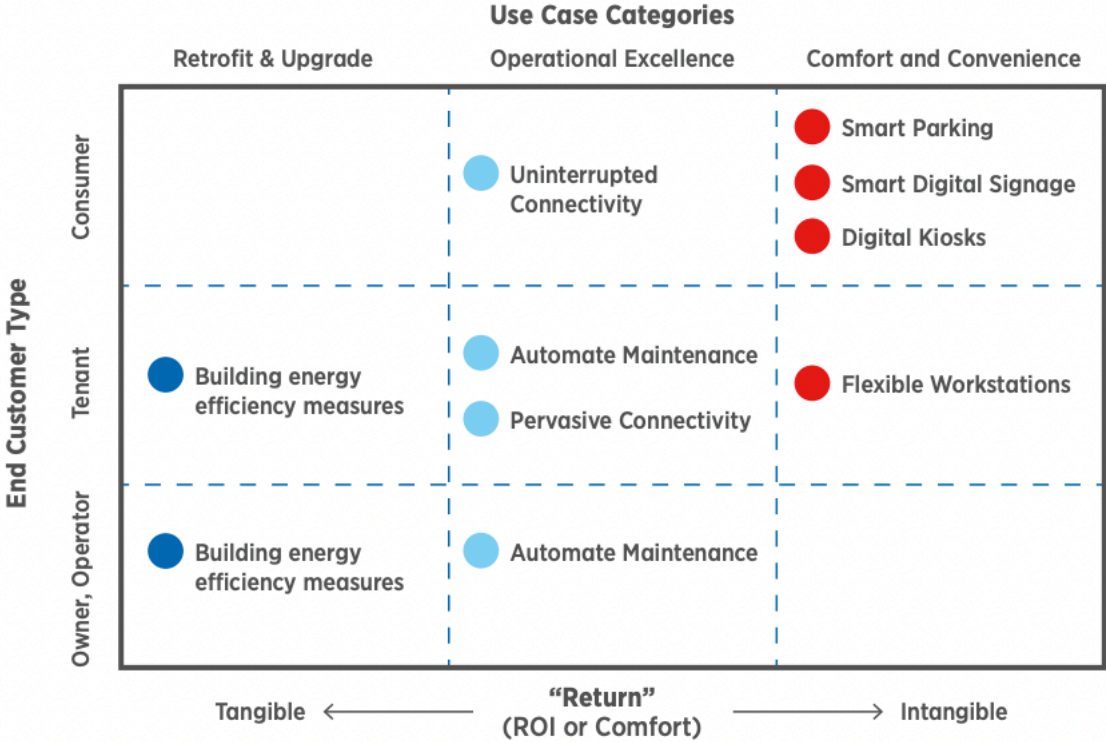 Use Case Categories
Retrofit & Upgrade
Operational Excellence
Comfort and Convenience
End Customer Type
Consumer
Uninterrupted
Connectivity
Smart Parking
Smart Digital Signage
Digital Kiosks
Tenant
Building energy
efficiency measures
Automate Maintenance
Pervasive Connectivity
Flexible Workstations
Owner, Operator
Building energy
efficiency measures
Automate Maintenance
Tangible
“Return”
(ROI or Comfort)
Intangible